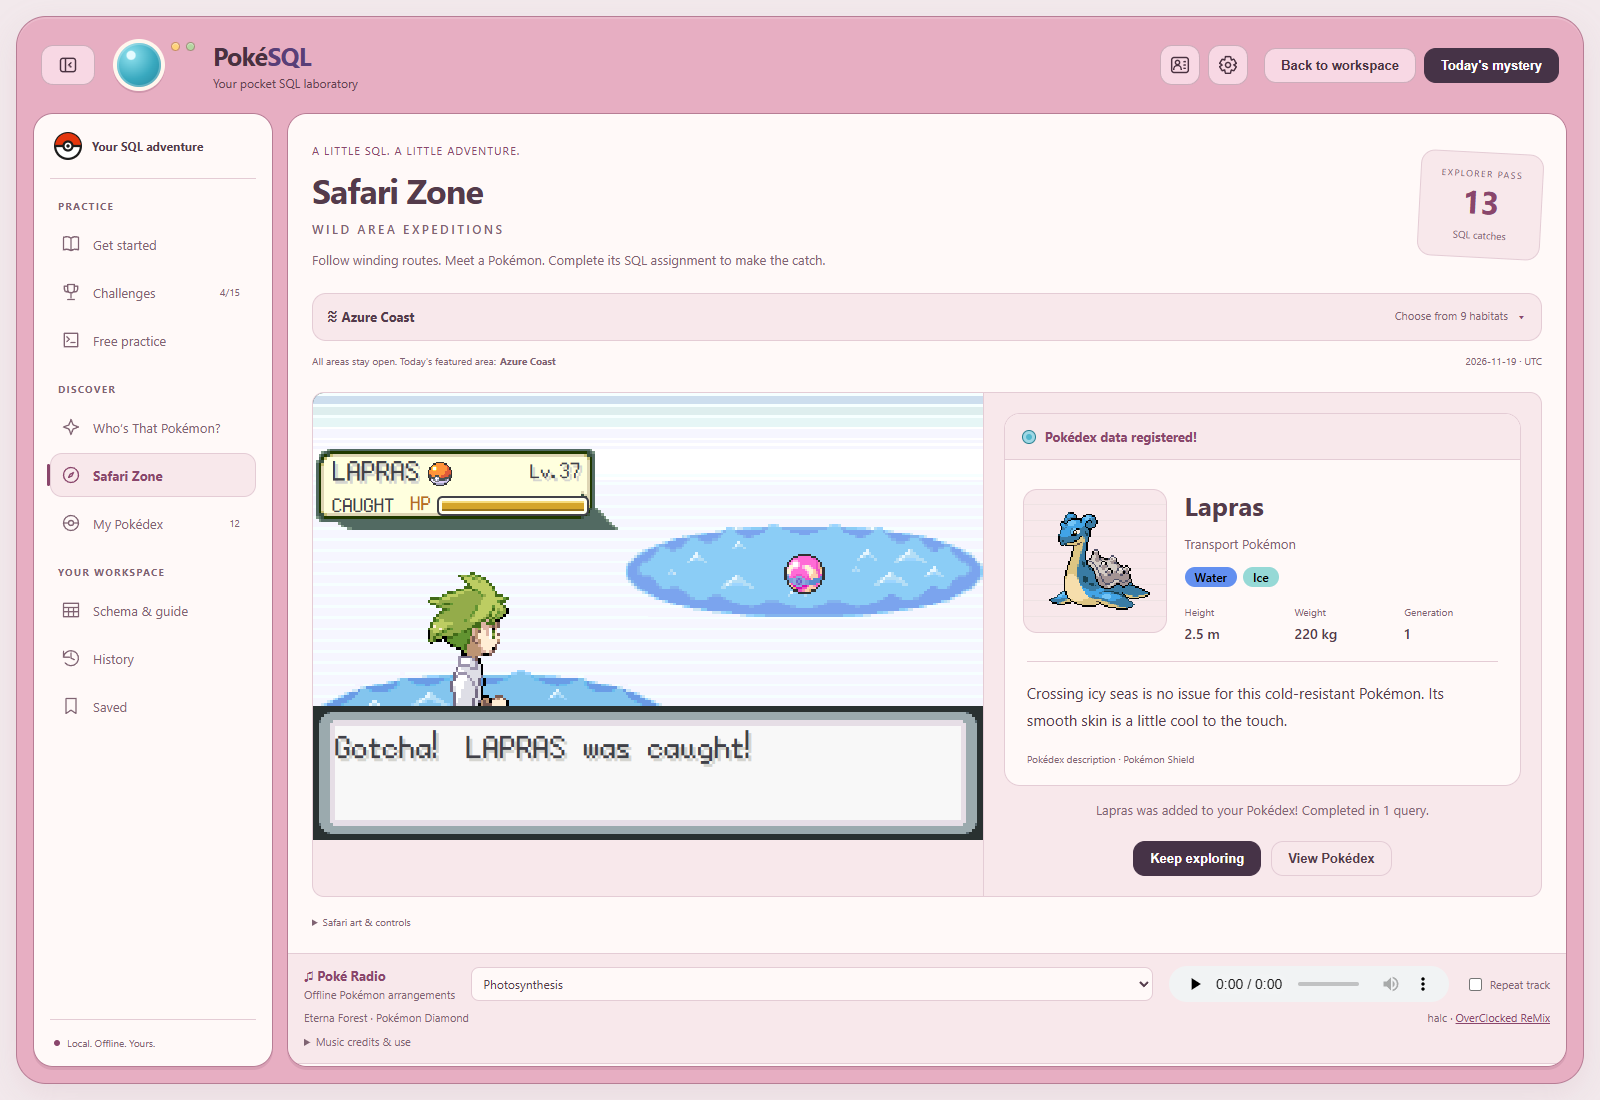 PokéSQL
Your pocket SQL laboratory
Back to workspace
Today's mystery
Your SQL adventure
PRACTICE
Get started
Challenges 4/15
Free practice
DISCOVER
Who's That Pokémon?
Safari Zone
My Pokédex 12
YOUR WORKSPACE
Schema & guide
History
Saved
Local. Offline. Yours.
A LITTLE SQL. A LITTLE ADVENTURE.
Safari Zone
WILD AREA EXPEDITIONS
Follow winding routes. Meet a Pokémon. Complete its SQL assignment to make the catch.
EXPLORER PASS
13
SQL catches
Azure Coast
Choose from 9 habitats
All areas stay open. Today's featured area: Azure Coast
2026-11-19 · UTC
LAPRAS Lv.37
CAUGHT HP
Gotcha! LAPRAS was caught!
Pokédex data registered!
Lapras
Transport Pokémon
Water Ice
Height Weight Generation
2.5 m 220 kg 1
Crossing icy seas is no issue for this cold-resistant Pokémon. Its
smooth skin is a little cool to the touch.
Pokédex description · Pokémon Shield
Lapras was added to your Pokédex! Completed in 1 query.
Keep exploring
View Pokédex
Safari art & controls
♫ Poké Radio
Offline Pokémon arrangements
Photosynthesis
0:00 / 0:00
Repeat track
Eterna Forest · Pokémon Diamond
halc · OverClocked ReMix
Music credits & use